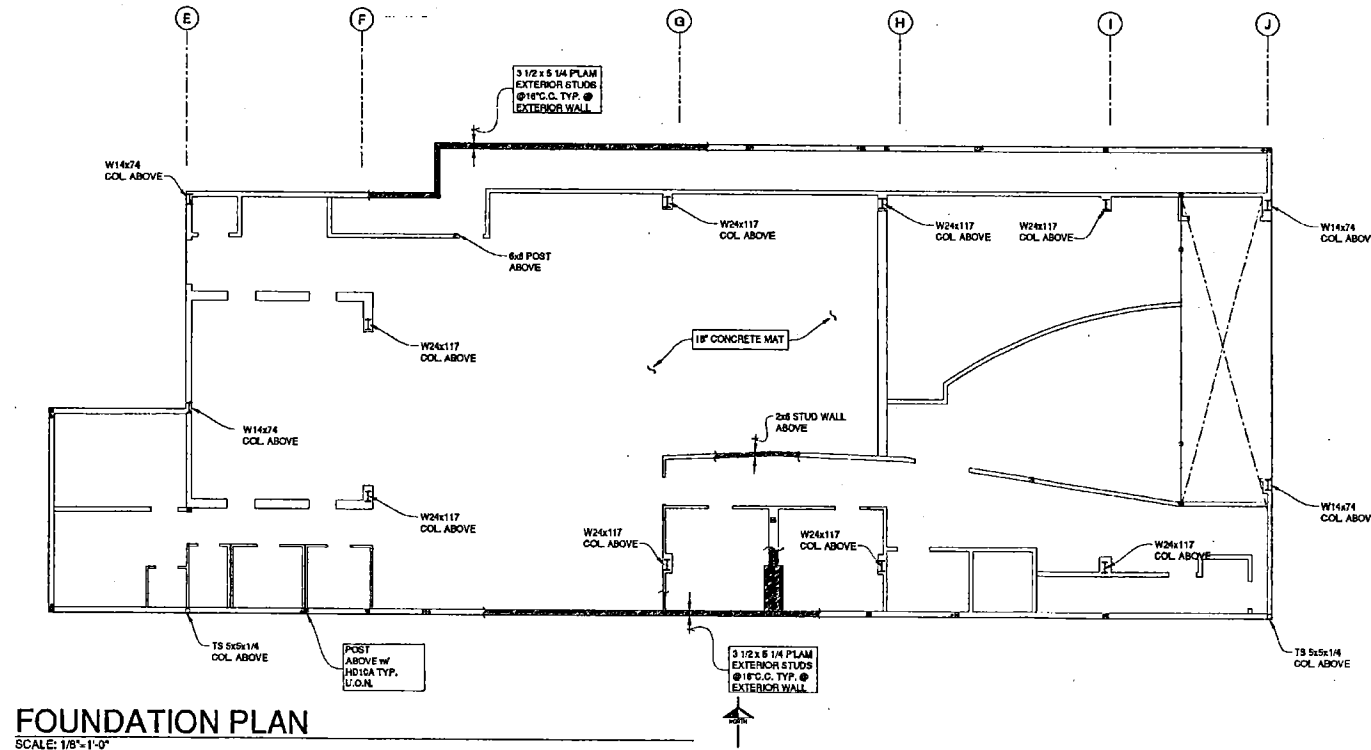 E
F
G
H
I
J
3 1/2 x 5 1/4 P'LAM
EXTERIOR STUDS
@16"C.C. TYP. @
EXTERIOR WALL
W14x74
COL. ABOVE
W24x117
COL. ABOVE
W24x117
COL. ABOVE
W24x117
COL. ABOVE
W14x74
COL. ABOV
6x6 POST
ABOVE
W24x117
COL. ABOVE
18" CONCRETE MAT
W14x74
COL. ABOVE
2x6 STUD WALL
ABOVE
W24x117
COL. ABOVE
W14x74
COL. ABOV
W24x117
COL. ABOVE
W24x117
COL. ABOVE
W24x117
COL. ABOVE
TS 5x5x1/4
COL. ABOVE
POST
ABOVE w/
HD10A TYP.
U.O.N.
3 1/2 x 5 1/4 P'LAM
EXTERIOR STUDS
@16"C.C. TYP. @
EXTERIOR WALL
TS 5x5x1/4
COL. ABOVE
NORTH
FOUNDATION PLAN
SCALE: 1/8"=1'-0"